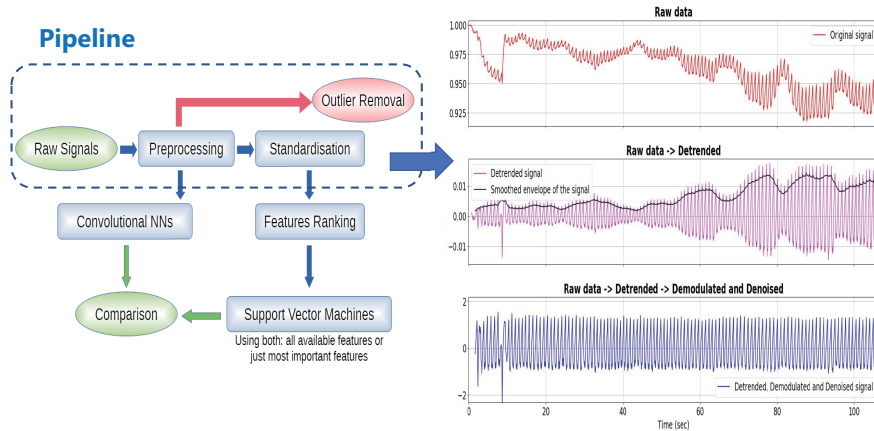 Pipeline
Outlier Removal
Raw Signals
Preprocessing
Standardisation
Convolutional NNs
Features Ranking
Comparison
Support Vector Machines
Using both: all available features or
just most important features
Raw data
Original signal
1.000
0.975
0.950
0.925
Raw data -> Detrended
Detrended signal
Smoothed envelope of the signal
0.01
0.00
−0.01
Raw data -> Detrended -> Demodulated and Denoised
2
0
−2
Detrended, Demodulated and Denoised signal
0 20 40 60 80 100
Time (sec)